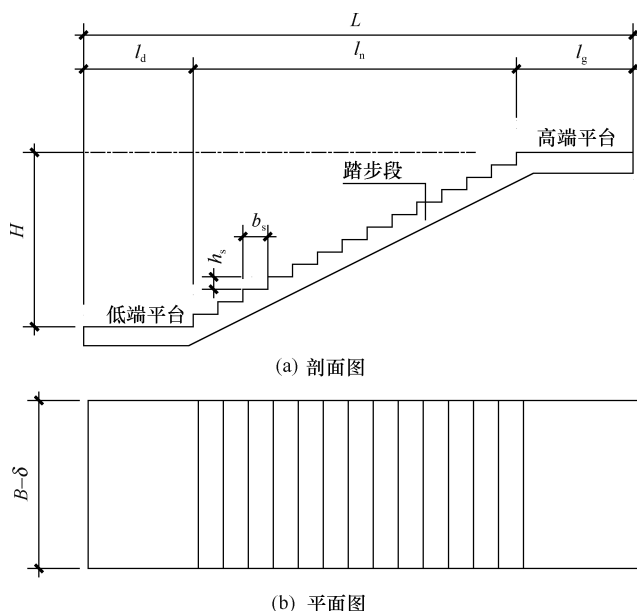 L
l_d l_n l_g
高端平台
踏步段
H
b_s
h_s
低端平台
(a) 剖面图
B-δ
(b) 平面图